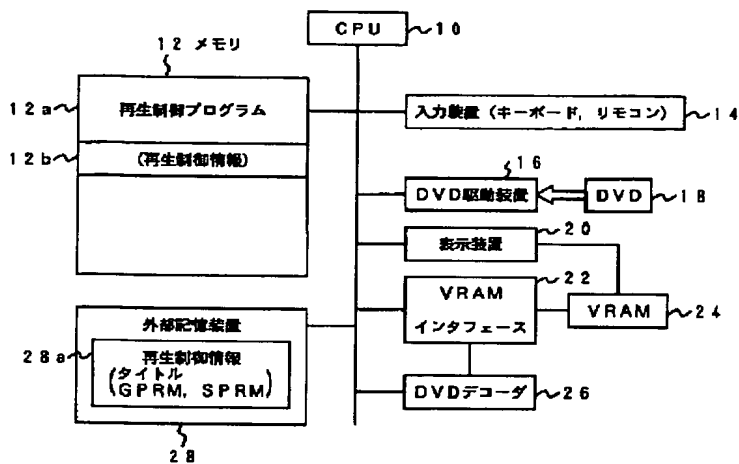 CPU
10
12 メモリ
12a
再生制御プログラム
入力装置(キーボード,リモコン)
14
12b
(再生制御情報)
16
DVD駆動装置
DVD
18
20
表示装置
22
VRAM
インタフェース
VRAM
24
外部記憶装置
28a
再生制御情報
(タイトル
GPRM, SPRM)
DVDデコーダ
26
28